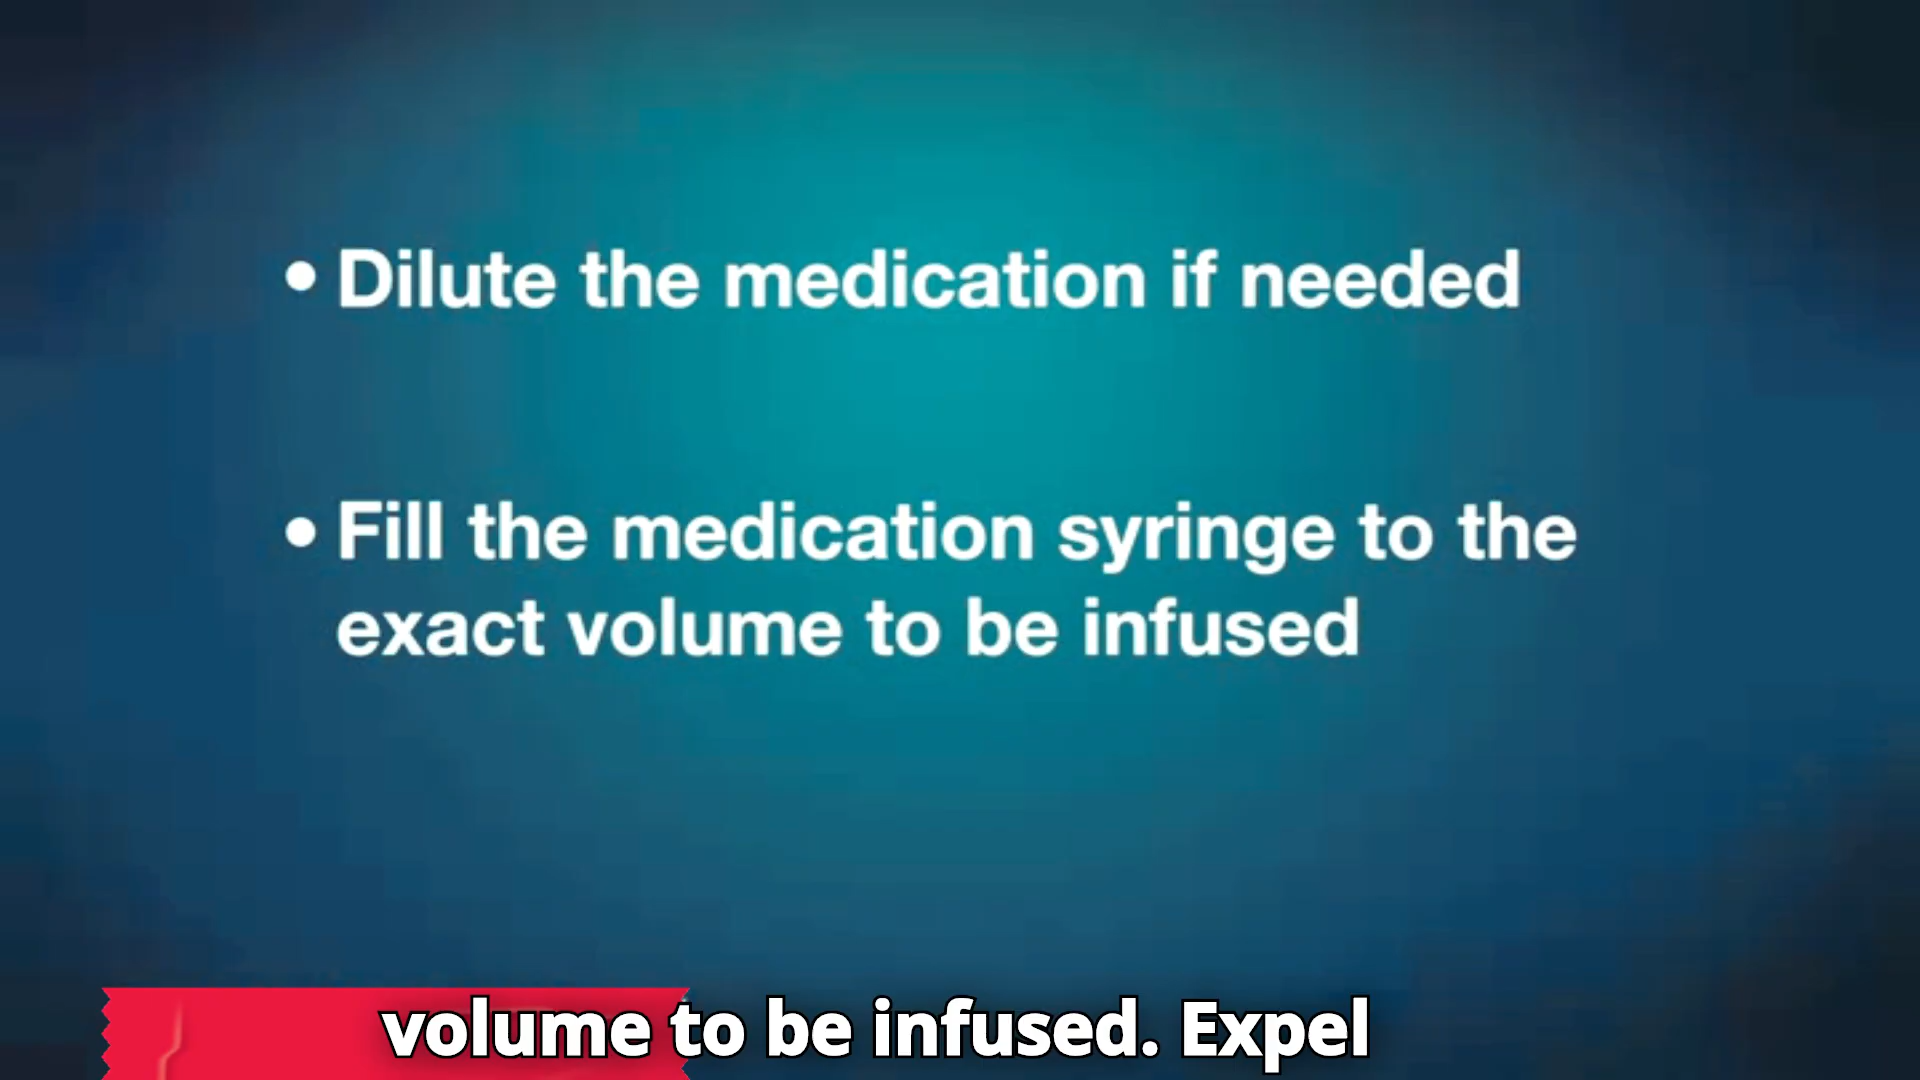 • Dilute the medication if needed
• Fill the medication syringe to the
exact volume to be infused
volume to be infused. Expel